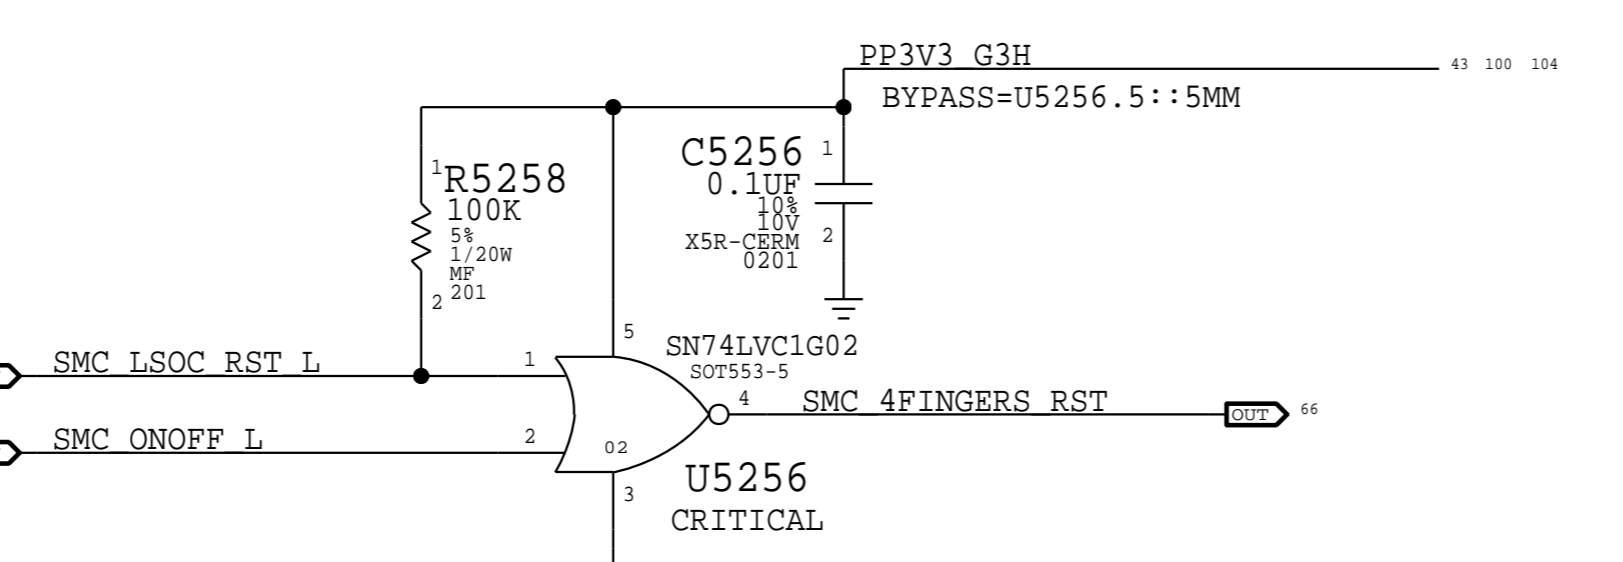 PP3V3_G3H
43 100 104
BYPASS=U5256.5::5MM
C5256
1
0.1UF
10%
10V
2
X5R-CERM
0201
1
R5258
100K
5%
1/20W
MF
201
2
5
SN74LVC1G02
SOT553-5
SMC_LSOC_RST_L
1
4
SMC_4FINGERS_RST
OUT
66
SMC_ONOFF_L
2
02
U5256
3
CRITICAL